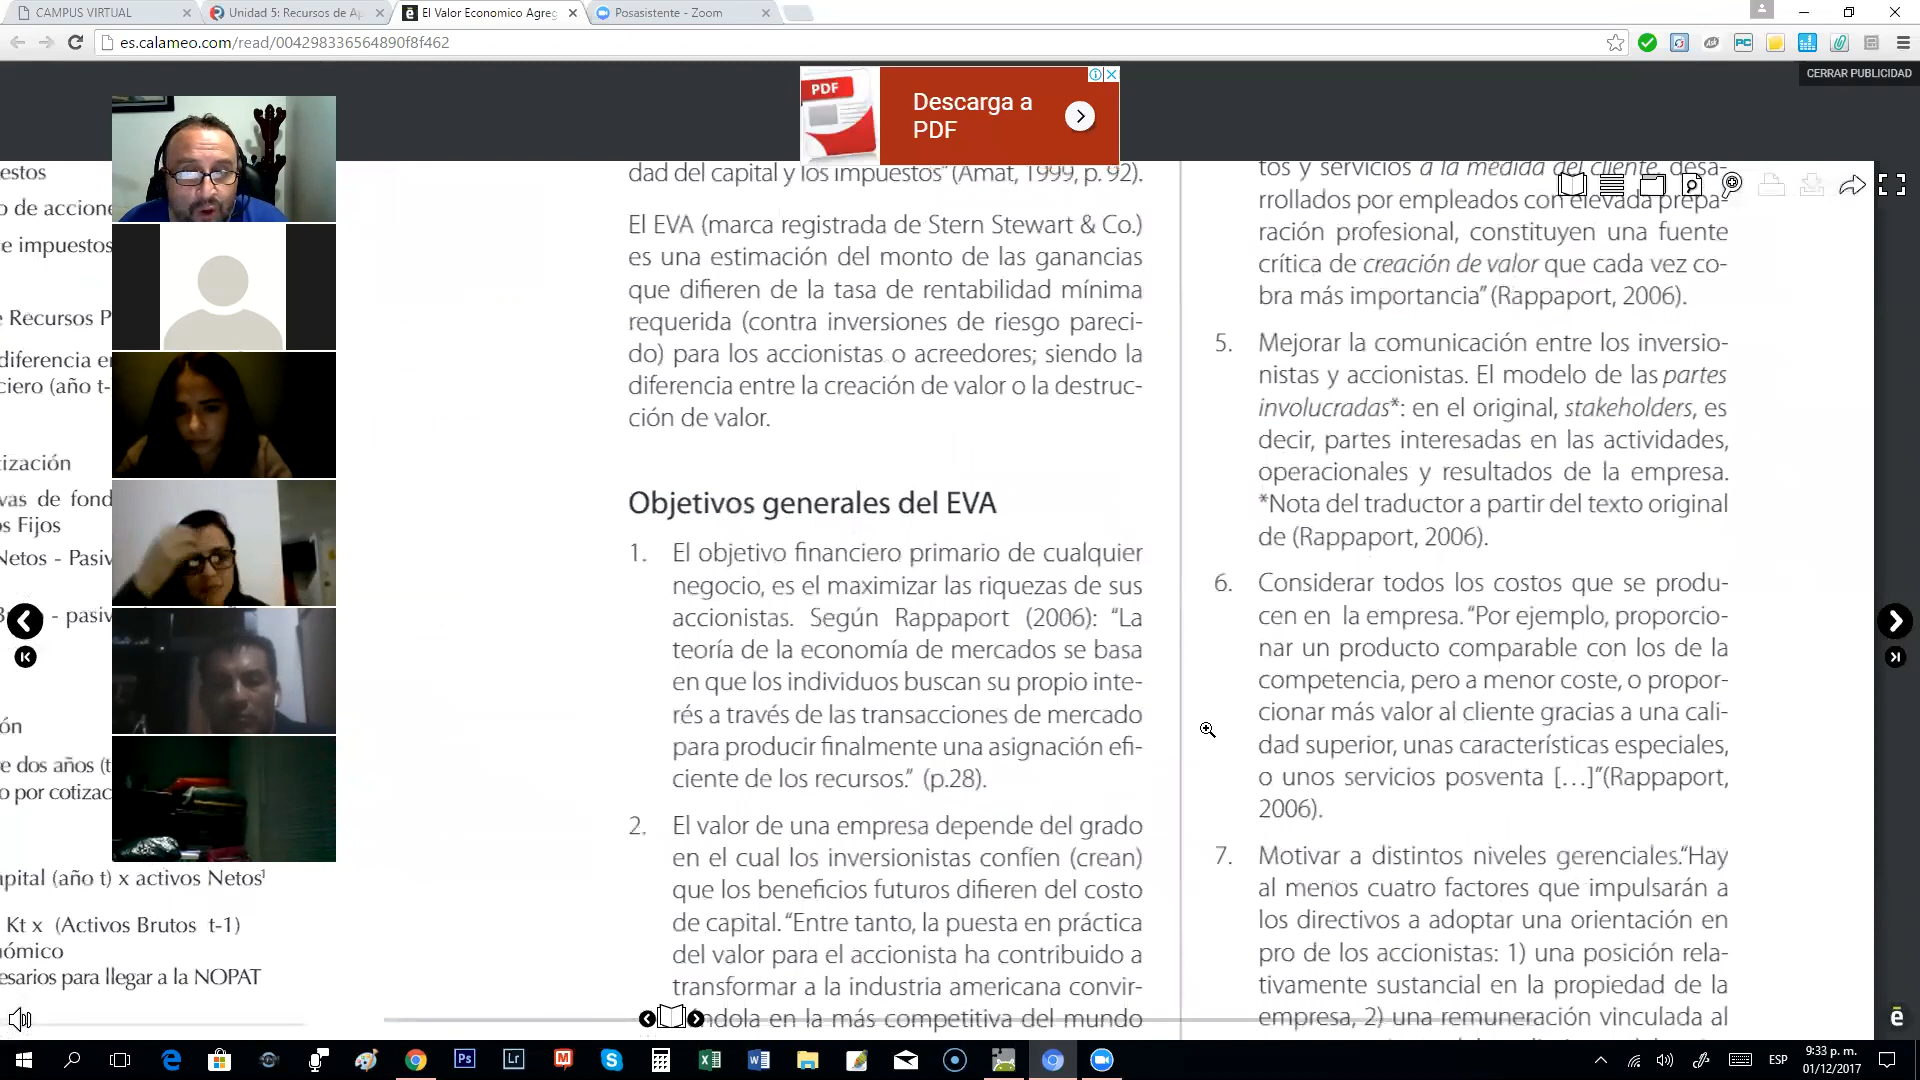 CAMPUS VIRTUAL
Unidad 5: Recursos de Ap
El Valor Economico Agre
Posasistente - Zoom
es.calameo.com/read/004298336564890f8f462
CERRAR PUBLICIDAD
PDF
Descarga a
PDF
estos
o de accione
ce impuestos
e Recursos P
diferencia e
ciero (año t-
tización
vas de fond
os Fijos
Netos - Pasiv
- pasiv
ón
re dos años (t
o por cotizac
apital (año t) x activos Netos¹
Kt x (Activos Brutos t-1)
nómico
esarios para llegar a la NOPAT
dad del capital y los impuestos" (Amat, 1999, p. 92).
El EVA (marca registrada de Stern Stewart & Co.)
es una estimación del monto de las ganancias
que difieren de la tasa de rentabilidad mínima
requerida (contra inversiones de riesgo pareci-
do) para los accionistas o acreedores; siendo la
diferencia entre la creación de valor o la destruc-
ción de valor.
Objetivos generales del EVA
1. El objetivo financiero primario de cualquier
negocio, es el maximizar las riquezas de sus
accionistas. Según Rappaport (2006): "La
teoría de la economía de mercados se basa
en que los individuos buscan su propio inte-
rés a través de las transacciones de mercado
para producir finalmente una asignación efi-
ciente de los recursos." (p.28).
2. El valor de una empresa depende del grado
en el cual los inversionistas confíen (crean)
que los beneficios futuros difieren del costo
de capital. "Entre tanto, la puesta en práctica
del valor para el accionista ha contribuido a
transformar a la industria americana convir-
ndola en la más competitiva del mundo
tos y servicios a la medida del cliente, desa-
rrollados por empleados con elevada prepa-
ración profesional, constituyen una fuente
crítica de creación de valor que cada vez co-
bra más importancia" (Rappaport, 2006).
5. Mejorar la comunicación entre los inversio-
nistas y accionistas. El modelo de las partes
involucradas*: en el original, stakeholders, es
decir, partes interesadas en las actividades,
operacionales y resultados de la empresa.
*Nota del traductor a partir del texto original
de (Rappaport, 2006).
6. Considerar todos los costos que se produ-
cen en la empresa. "Por ejemplo, proporcio-
nar un producto comparable con los de la
competencia, pero a menor coste, o propor-
cionar más valor al cliente gracias a una cali-
dad superior, unas características especiales,
o unos servicios posventa […]"(Rappaport,
2006).
7. Motivar a distintos niveles gerenciales."Hay
al menos cuatro factores que impulsarán a
los directivos a adoptar una orientación en
pro de los accionistas: 1) una posición rela-
tivamente sustancial en la propiedad de la
empresa, 2) una remuneración vinculada al
ESP
9:33 p. m.
01/12/2017